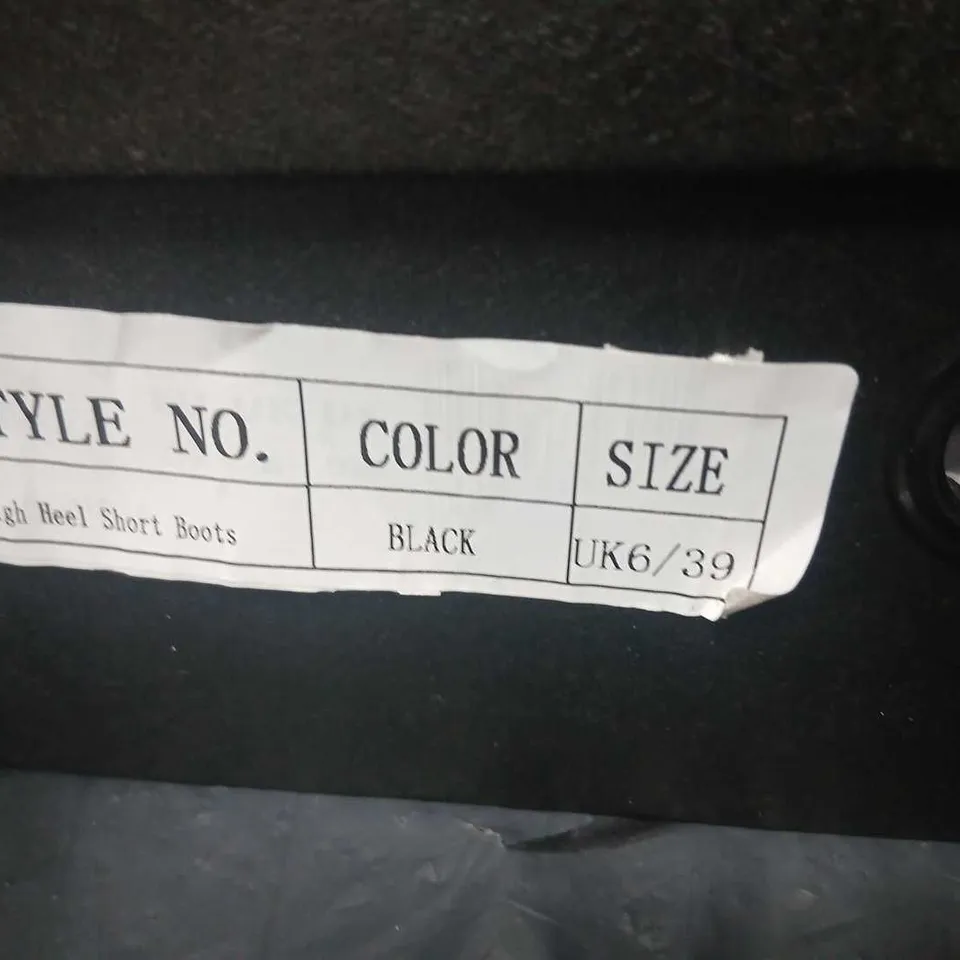 TYLE NO. COLOR SIZE
gh Heel Short Boots BLACK UK6/39